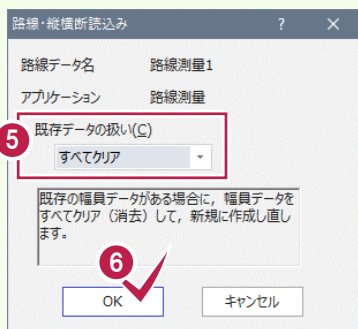 路線・縦横断読込み ? ×
路線データ名 路線測量1
アプリケーション 路線測量
5
既存データの扱い(C)
すべてクリア
既存の幅員データがある場合に，幅員データを
すべてクリア（消去）して，新規に作成し直し
ます。
6
OK キャンセル